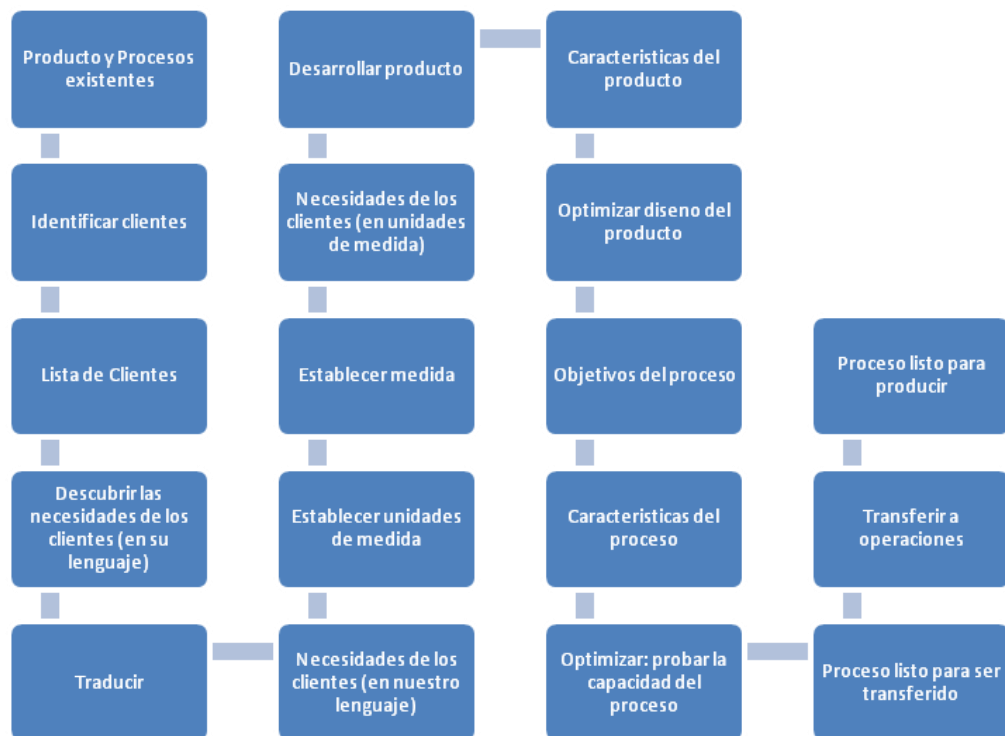 Producto y Procesos
existentes
Identificar clientes
Lista de Clientes
Descubrir las
necesidades de los
clientes (en su
lenguaje)
Traducir
Necesidades de los
clientes (en nuestro
lenguaje)
Establecer unidades
de medida
Establecer medida
Necesidades de los
clientes (en unidades
de medida)
Desarrollar producto
Caracteristicas del
producto
Optimizar diseno del
producto
Objetivos del proceso
Caracteristicas del
proceso
Optimizar: probar la
capacidad del
proceso
Proceso listo para ser
transferido
Transferir a
operaciones
Proceso listo para
producir